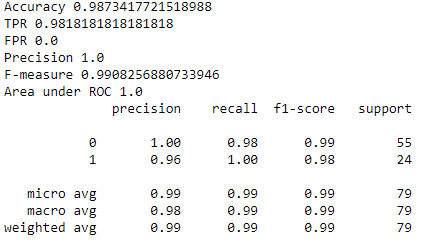 Accuracy 0.9873417721518988
TPR 0.9818181818181818
FPR 0.0
Precision 1.0
F-measure 0.9908256880733946
Area under ROC 1.0
precision recall f1-score support
0 1.00 0.98 0.99 55
1 0.96 1.00 0.98 24
micro avg 0.99 0.99 0.99 79
macro avg 0.98 0.99 0.99 79
weighted avg 0.99 0.99 0.99 79